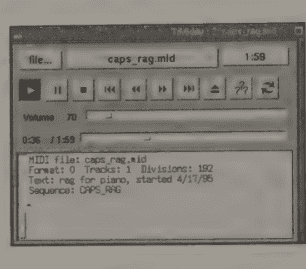 file... caps_rag.mid 1:59
Volume 70
0:36 / 1:59
MIDI file: caps_rag.mid
Format: 0 Tracks: 1 Divisions: 192
Text: rag for piano, started 4/17/95
Sequence: CAPS_RAG